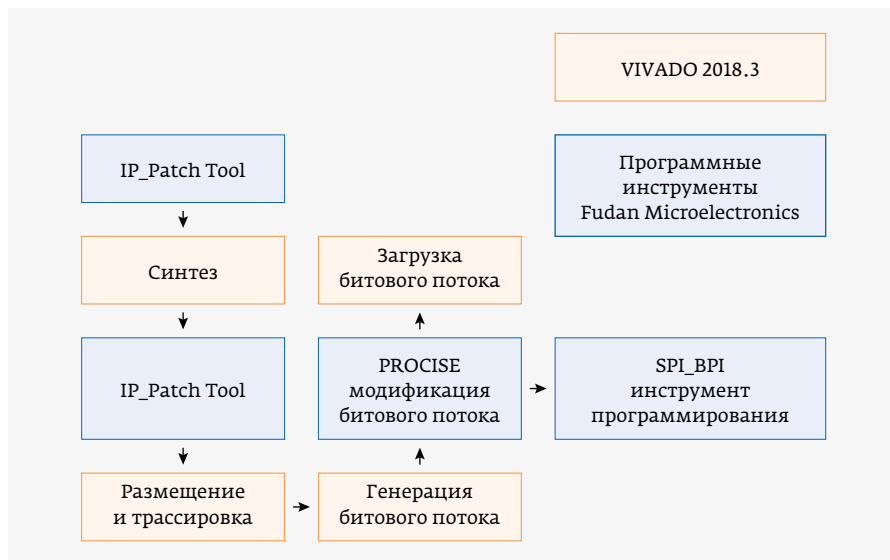 VIVADO 2018.3
IP_Patch Tool
Программные
инструменты
Fudan Microelectronics
Синтез
Загрузка
битового потока
IP_Patch Tool
PROCISE
модификация
битового потока
SPI_BPI
инструмент
программирования
Размещение
и трассировка
Генерация
битового потока